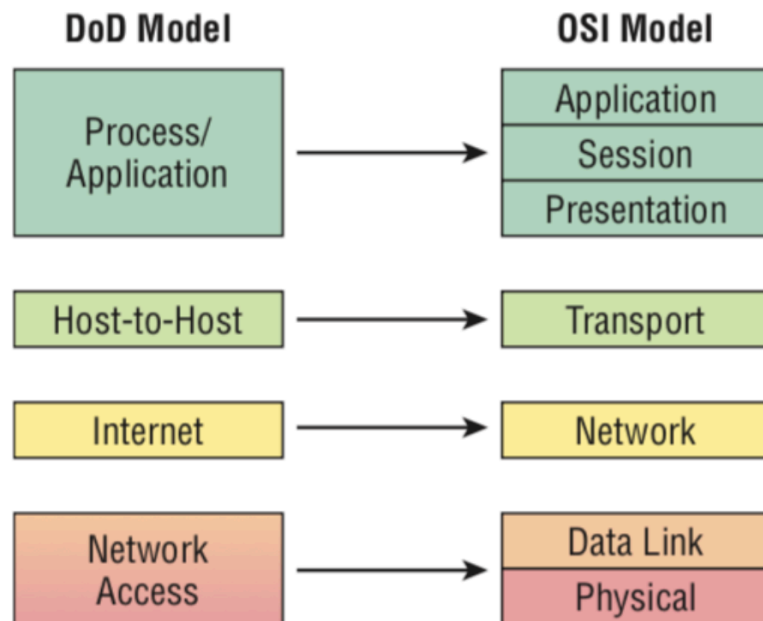 DoD Model
OSI Model
Process/
Application
Application
Session
Presentation
Host-to-Host
Transport
Internet
Network
Network
Access
Data Link
Physical